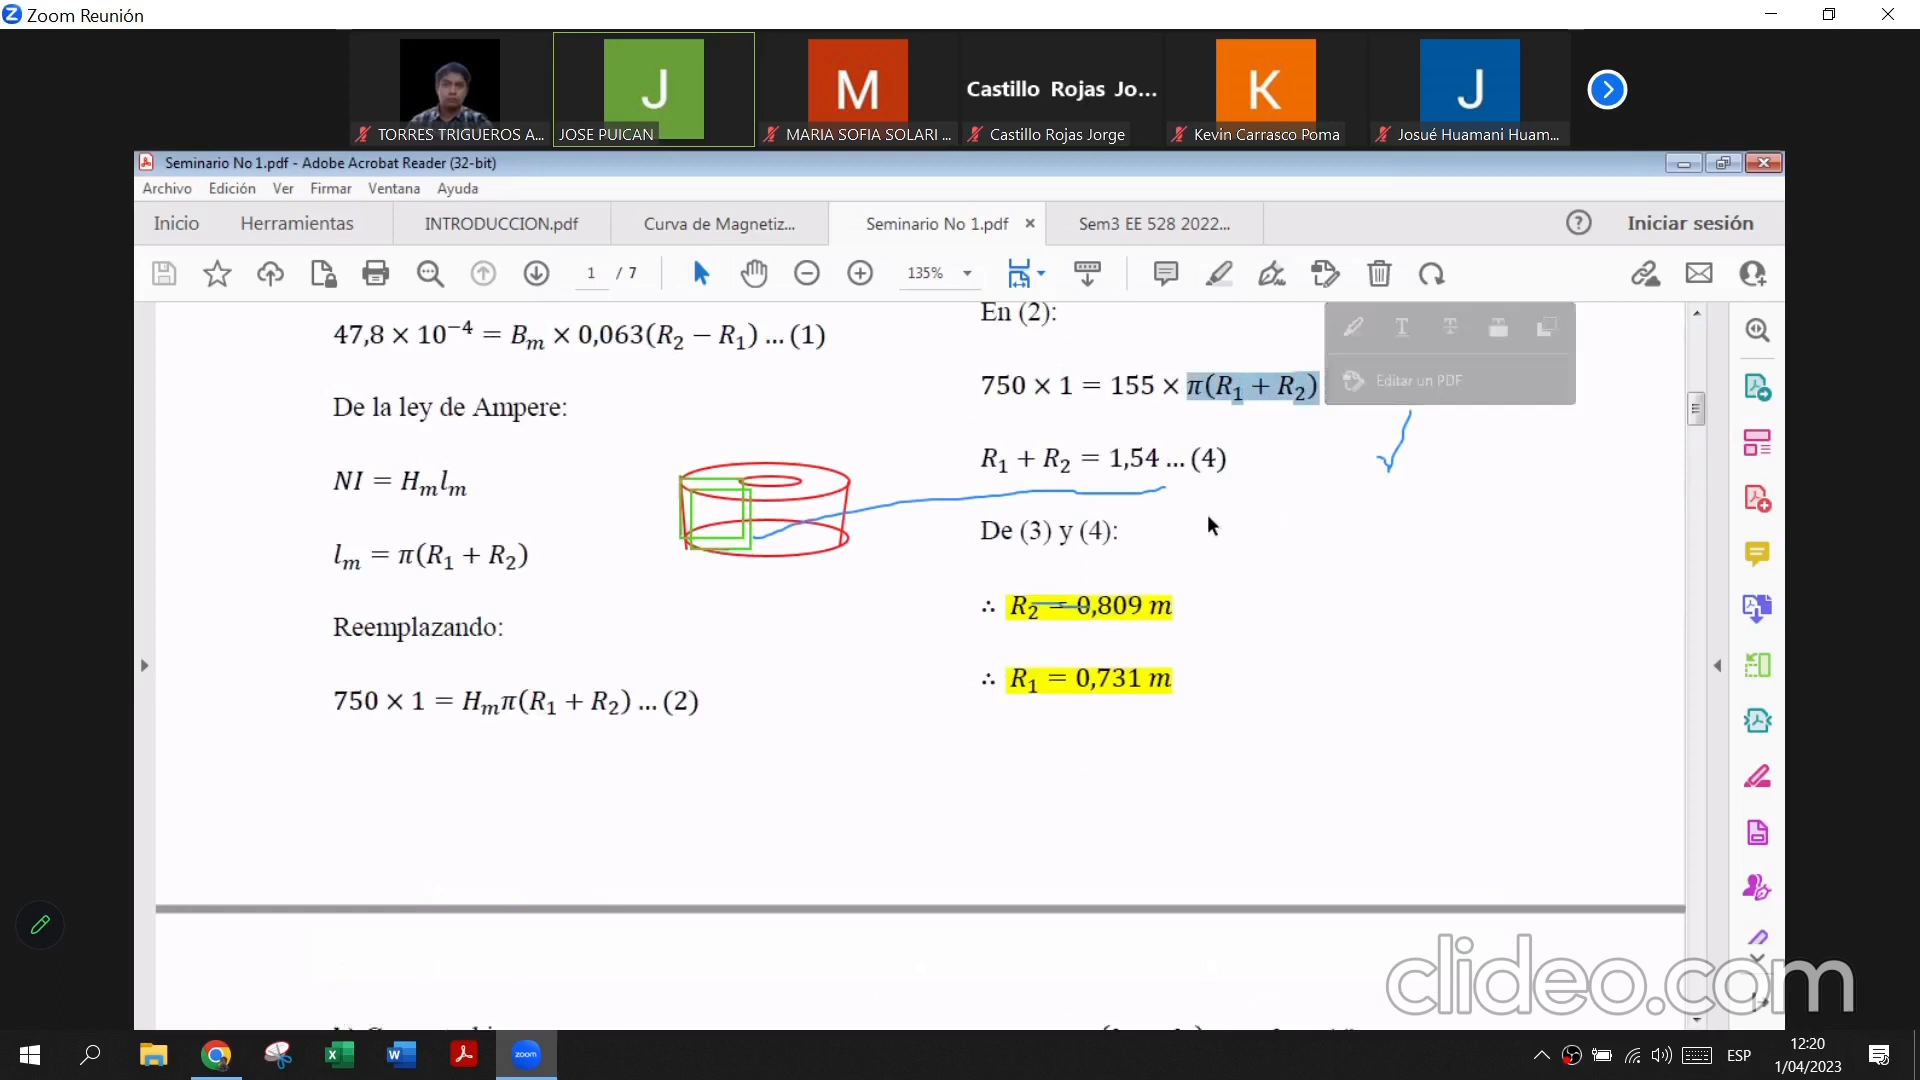 Zoom Reunión
Castillo Rojas Jo...
TORRES TRIGUEROS A...
JOSE PUICAN
MARIA SOFIA SOLARI ...
Castillo Rojas Jorge
Kevin Carrasco Poma
Josué Huamani Huam...
J
M
K
J
Seminario No 1.pdf - Adobe Acrobat Reader (32-bit)
Archivo Edición Ver Firmar Ventana Ayuda
Inicio Herramientas INTRODUCCION.pdf Curva de Magnetiz... Seminario No 1.pdf × Sem3 EE 528 2022... Iniciar sesión
1 / 7 135%
47,8 × 10⁻⁴ = Bₘ × 0,063(R₂ − R₁) ... (1)
De la ley de Ampere:
NI = Hₘlₘ
lₘ = π(R₁ + R₂)
Reemplazando:
750 × 1 = Hₘπ(R₁ + R₂) ... (2)
En (2):
750 × 1 = 155 × π(R₁ + R₂)
Editar un PDF
R₁ + R₂ = 1,54 ... (4)
De (3) y (4):
∴ R₂ = 0,809 m
∴ R₁ = 0,731 m
clideo.com
zoom
ESP
12:20
1/04/2023